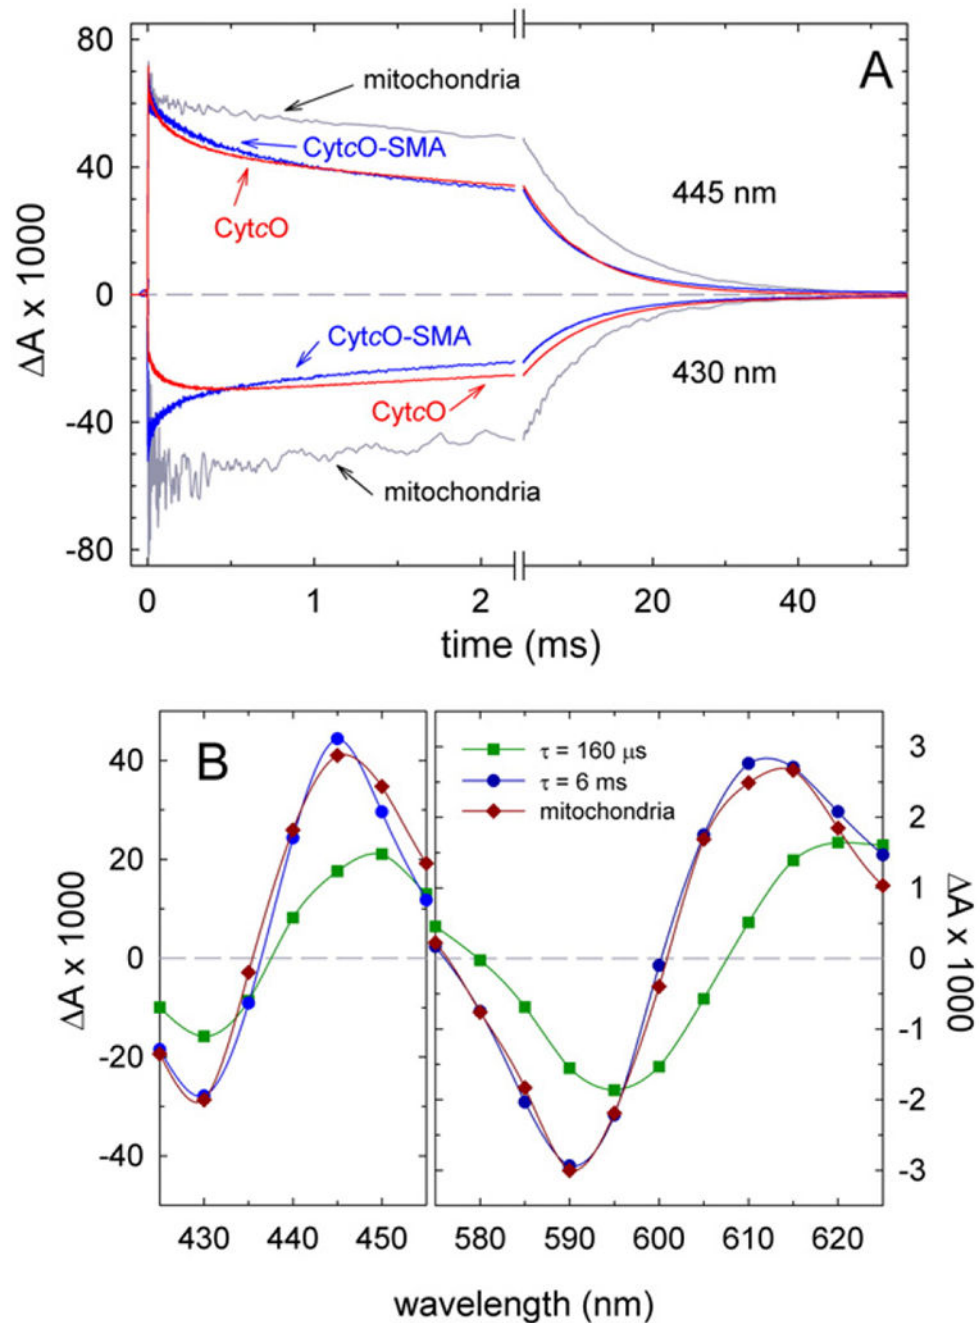 A
80
40
0
-40
-80
ΔA x 1000
mitochondria
CytcO-SMA
CytcO
445 nm
CytcO-SMA
430 nm
CytcO
mitochondria
0 1 2 20 40
time (ms)
B
τ = 160 μs
τ = 6 ms
mitochondria
40
20
0
-20
-40
ΔA x 1000
3
2
1
0
-1
-2
-3
ΔA x 1000
430 440 450 580 590 600 610 620
wavelength (nm)